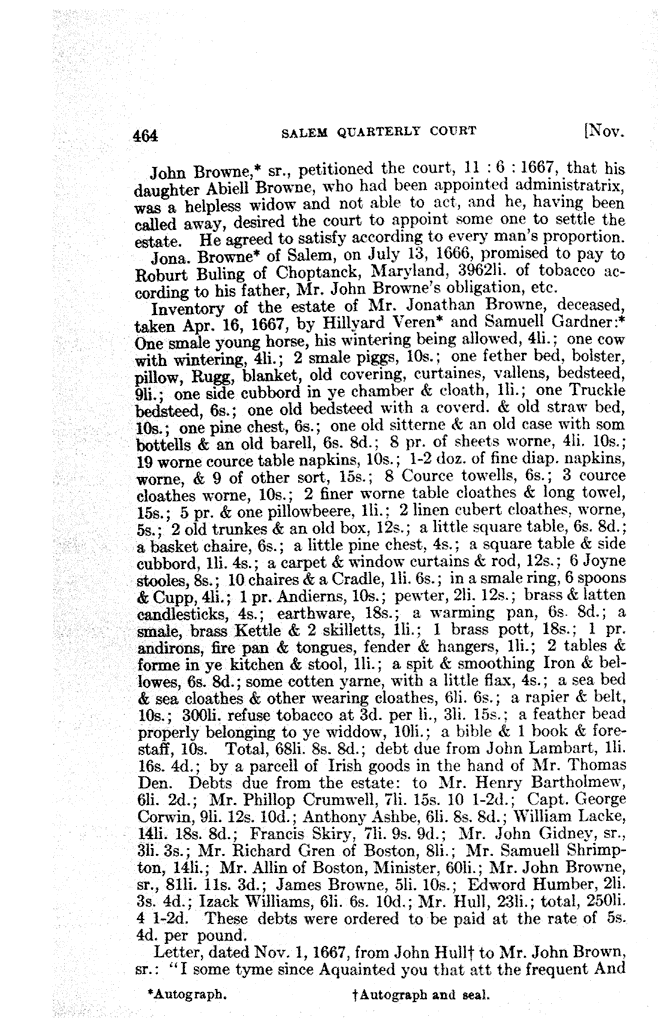 464 SALEM QUARTERLY COURT [Nov.
John Browne,* sr., petitioned the court, 11 : 6 : 1667, that his
daughter Abiell Browne, who had been appointed administratrix,
was a helpless widow and not able to act, and he, having been
called away, desired the court to appoint some one to settle the
estate. He agreed to satisfy according to every man's proportion.
Jona. Browne* of Salem, on July 13, 1666, promised to pay to
Roburt Buling of Choptanck, Maryland, 3962li. of tobacco ac-
cording to his father, Mr. John Browne's obligation, etc.
Inventory of the estate of Mr. Jonathan Browne, deceased,
taken Apr. 16, 1667, by Hillyard Veren* and Samuell Gardner:*
One smale young horse, his wintering being allowed, 4li.; one cow
with wintering, 4li.; 2 smale piggs, 10s.; one fether bed, bolster,
pillow, Rugg, blanket, old covering, curtaines, vallens, bedsteed,
9li.; one side cubbord in ye chamber & cloath, 1li.; one Truckle
bedsteed, 6s.; one old bedsteed with a coverd. & old straw bed,
10s.; one pine chest, 6s.; one old sitterne & an old case with som
bottells & an old barell, 6s. 8d.; 8 pr. of sheets worne, 4li. 10s.;
19 worne cource table napkins, 10s.; 1-2 doz. of fine diap. napkins,
worne, & 9 of other sort, 15s.; 8 Cource towells, 6s.; 3 cource
cloathes worne, 10s.; 2 finer worne table cloathes & long towel,
15s.; 5 pr. & one pillowbeere, 1li.; 2 linen cubert cloathes, worne,
5s.; 2 old trunkes & an old box, 12s.; a little square table, 6s. 8d.;
a basket chaire, 6s.; a little pine chest, 4s.; a square table & side
cubbord, 1li. 4s.; a carpet & window curtains & rod, 12s.; 6 Joyne
stooles, 8s.; 10 chaires & a Cradle, 1li. 6s.; in a smale ring, 6 spoons
& Cupp, 4li.; 1 pr. Andierns, 10s.; pewter, 2li. 12s.; brass & latten
candlesticks, 4s.; earthware, 18s.; a warming pan, 6s. 8d.; a
smale, brass Kettle & 2 skilletts, 1li.; 1 brass pott, 18s.; 1 pr.
andirons, fire pan & tongues, fender & hangers, 1li.; 2 tables &
forme in ye kitchen & stool, 1li.; a spit & smoothing Iron & bel-
lowes, 6s. 8d.; some cotten yarne, with a little flax, 4s.; a sea bed
& sea cloathes & other wearing cloathes, 6li. 6s.; a rapier & belt,
10s.; 300li. refuse tobacco at 3d. per li., 3li. 15s.; a feather bead
properly belonging to ye widdow, 10li.; a bible & 1 book & fore-
staff, 10s. Total, 68li. 8s. 8d.; debt due from John Lambart, 1li.
16s. 4d.; by a parcell of Irish goods in the hand of Mr. Thomas
Den. Debts due from the estate: to Mr. Henry Bartholmew,
6li. 2d.; Mr. Phillop Crumwell, 7li. 15s. 10 1-2d.; Capt. George
Corwin, 9li. 12s. 10d.; Anthony Ashbe, 6li. 8s. 8d.; William Lacke,
14li. 18s. 8d.; Francis Skiry, 7li. 9s. 9d.; Mr. John Gidney, sr.,
3li. 3s.; Mr. Richard Gren of Boston, 8li.; Mr. Samuell Shrimp-
ton, 14li.; Mr. Allin of Boston, Minister, 60li.; Mr. John Browne,
sr., 81li. 11s. 3d.; James Browne, 5li. 10s.; Edword Humber, 2li.
3s. 4d.; Izack Williams, 6li. 6s. 10d.; Mr. Hull, 23li.; total, 250li.
4 1-2d. These debts were ordered to be paid at the rate of 5s.
4d. per pound.
Letter, dated Nov. 1, 1667, from John Hull† to Mr. John Brown,
sr.: "I some tyme since Aquainted you that att the frequent And
*Autograph. †Autograph and seal.